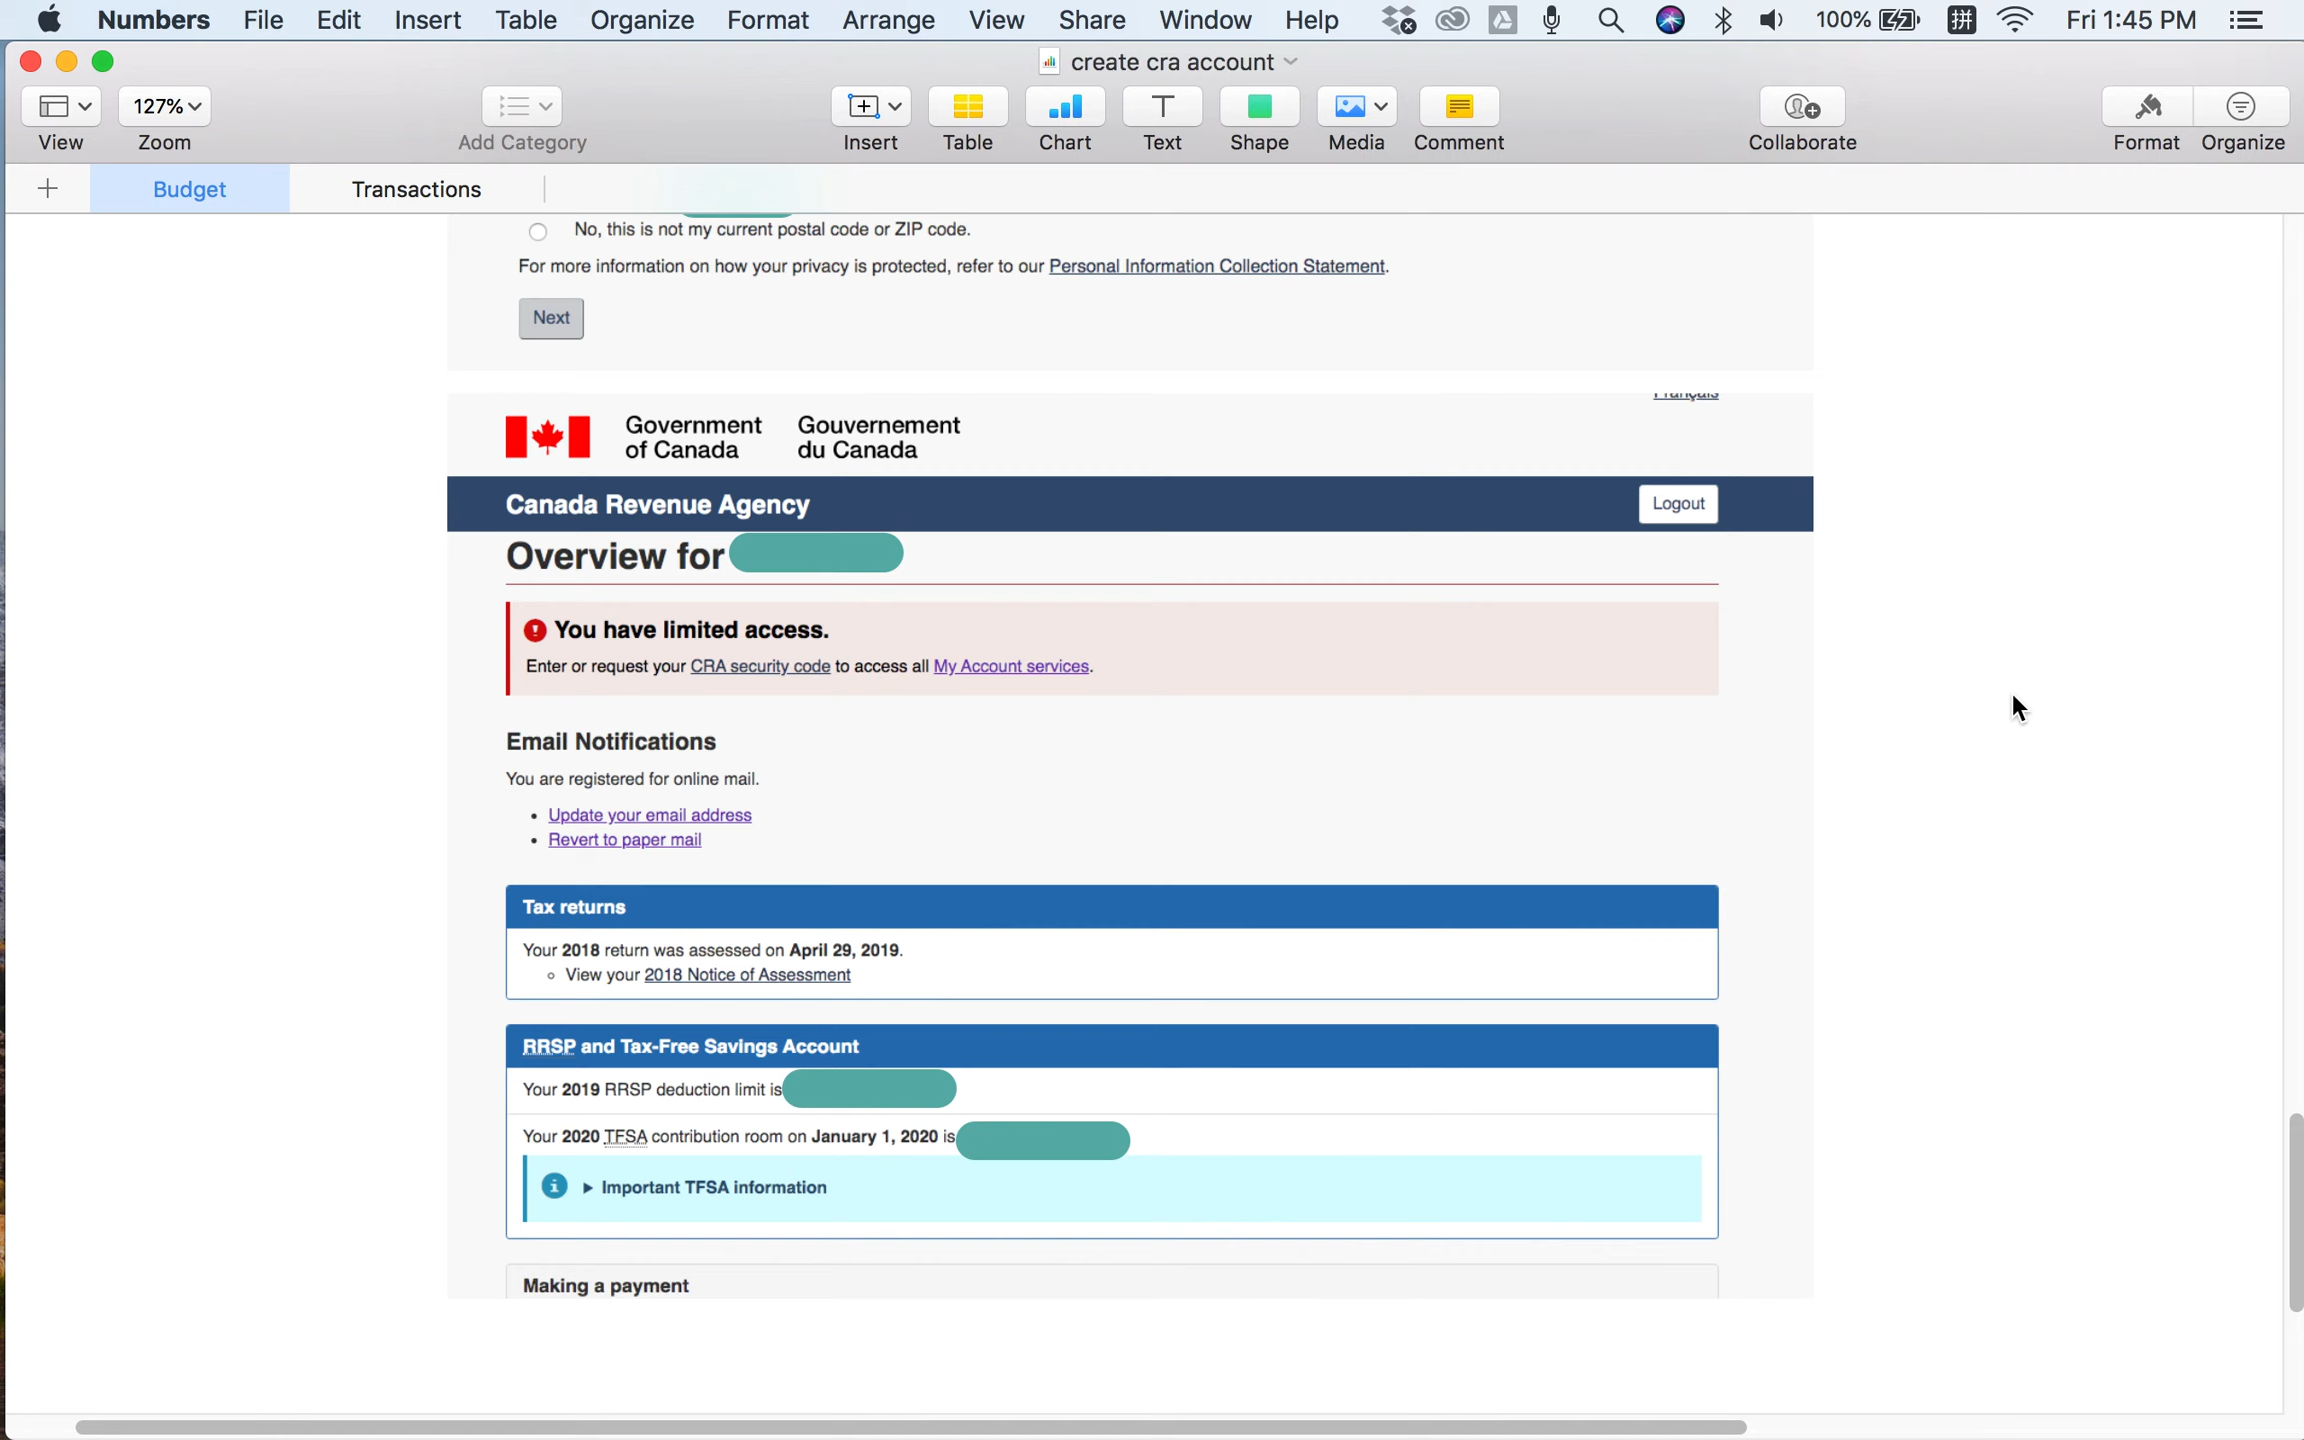 Numbers File Edit Insert Table Organize Format Arrange View Share Window Help 100% 拼 Fri 1:45 PM
create cra account
127%
View Zoom Add Category Insert Table Chart Text Shape Media Comment Collaborate Format Organize
Budget Transactions
No, this is not my current postal code or ZIP code.
For more information on how your privacy is protected, refer to our Personal Information Collection Statement.
Next
Français
Government of Canada
Gouvernement du Canada
Canada Revenue Agency Logout
Overview for
You have limited access.
Enter or request your CRA security code to access all My Account services.
Email Notifications
You are registered for online mail.
• Update your email address
• Revert to paper mail
Tax returns
Your 2018 return was assessed on April 29, 2019.
View your 2018 Notice of Assessment
RRSP and Tax-Free Savings Account
Your 2019 RRSP deduction limit is
Your 2020 TFSA contribution room on January 1, 2020 is
Important TFSA information
Making a payment